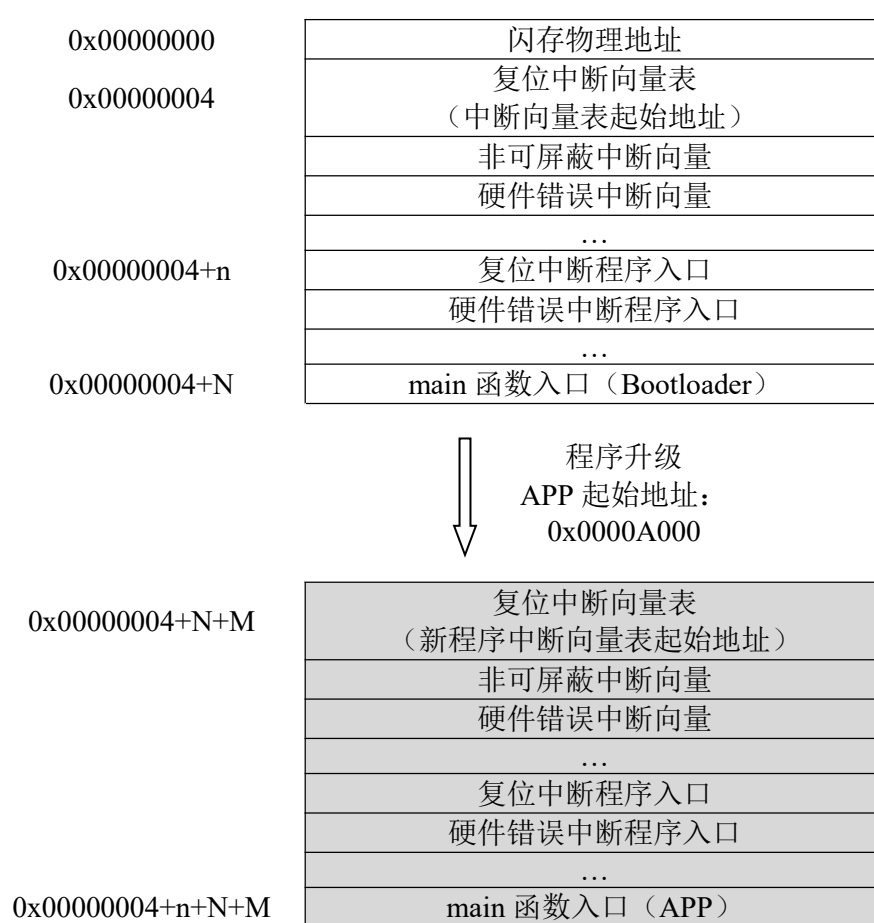 0x00000000
闪存物理地址
0x00000004
复位中断向量表
（中断向量表起始地址）
非可屏蔽中断向量
硬件错误中断向量
…
0x00000004+n
复位中断程序入口
硬件错误中断程序入口
…
0x00000004+N
main 函数入口（Bootloader）
程序升级
APP 起始地址：
0x0000A000
0x00000004+N+M
复位中断向量表
（新程序中断向量表起始地址）
非可屏蔽中断向量
硬件错误中断向量
…
复位中断程序入口
硬件错误中断程序入口
…
0x00000004+n+N+M
main 函数入口（APP）